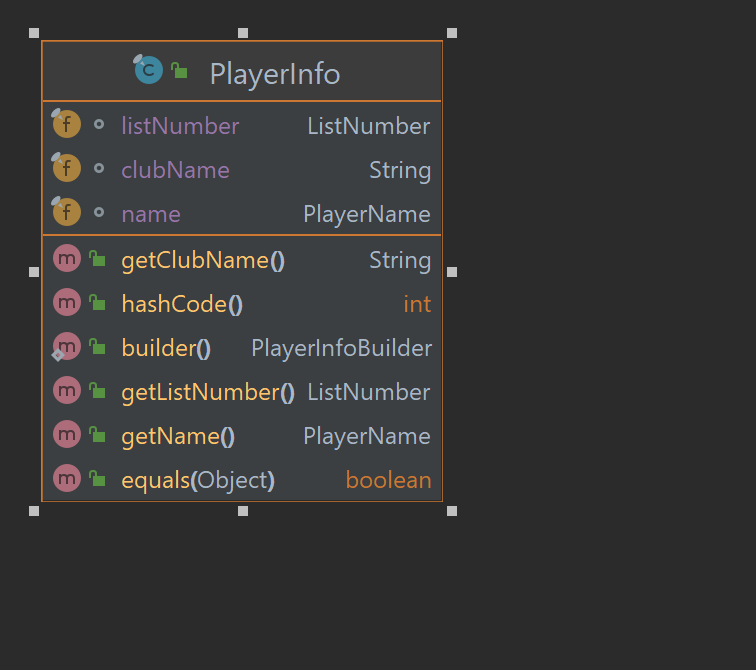 PlayerInfo
listNumber ListNumber
clubName String
name PlayerName
getClubName() String
hashCode() int
builder() PlayerInfoBuilder
getListNumber() ListNumber
getName() PlayerName
equals(Object) boolean